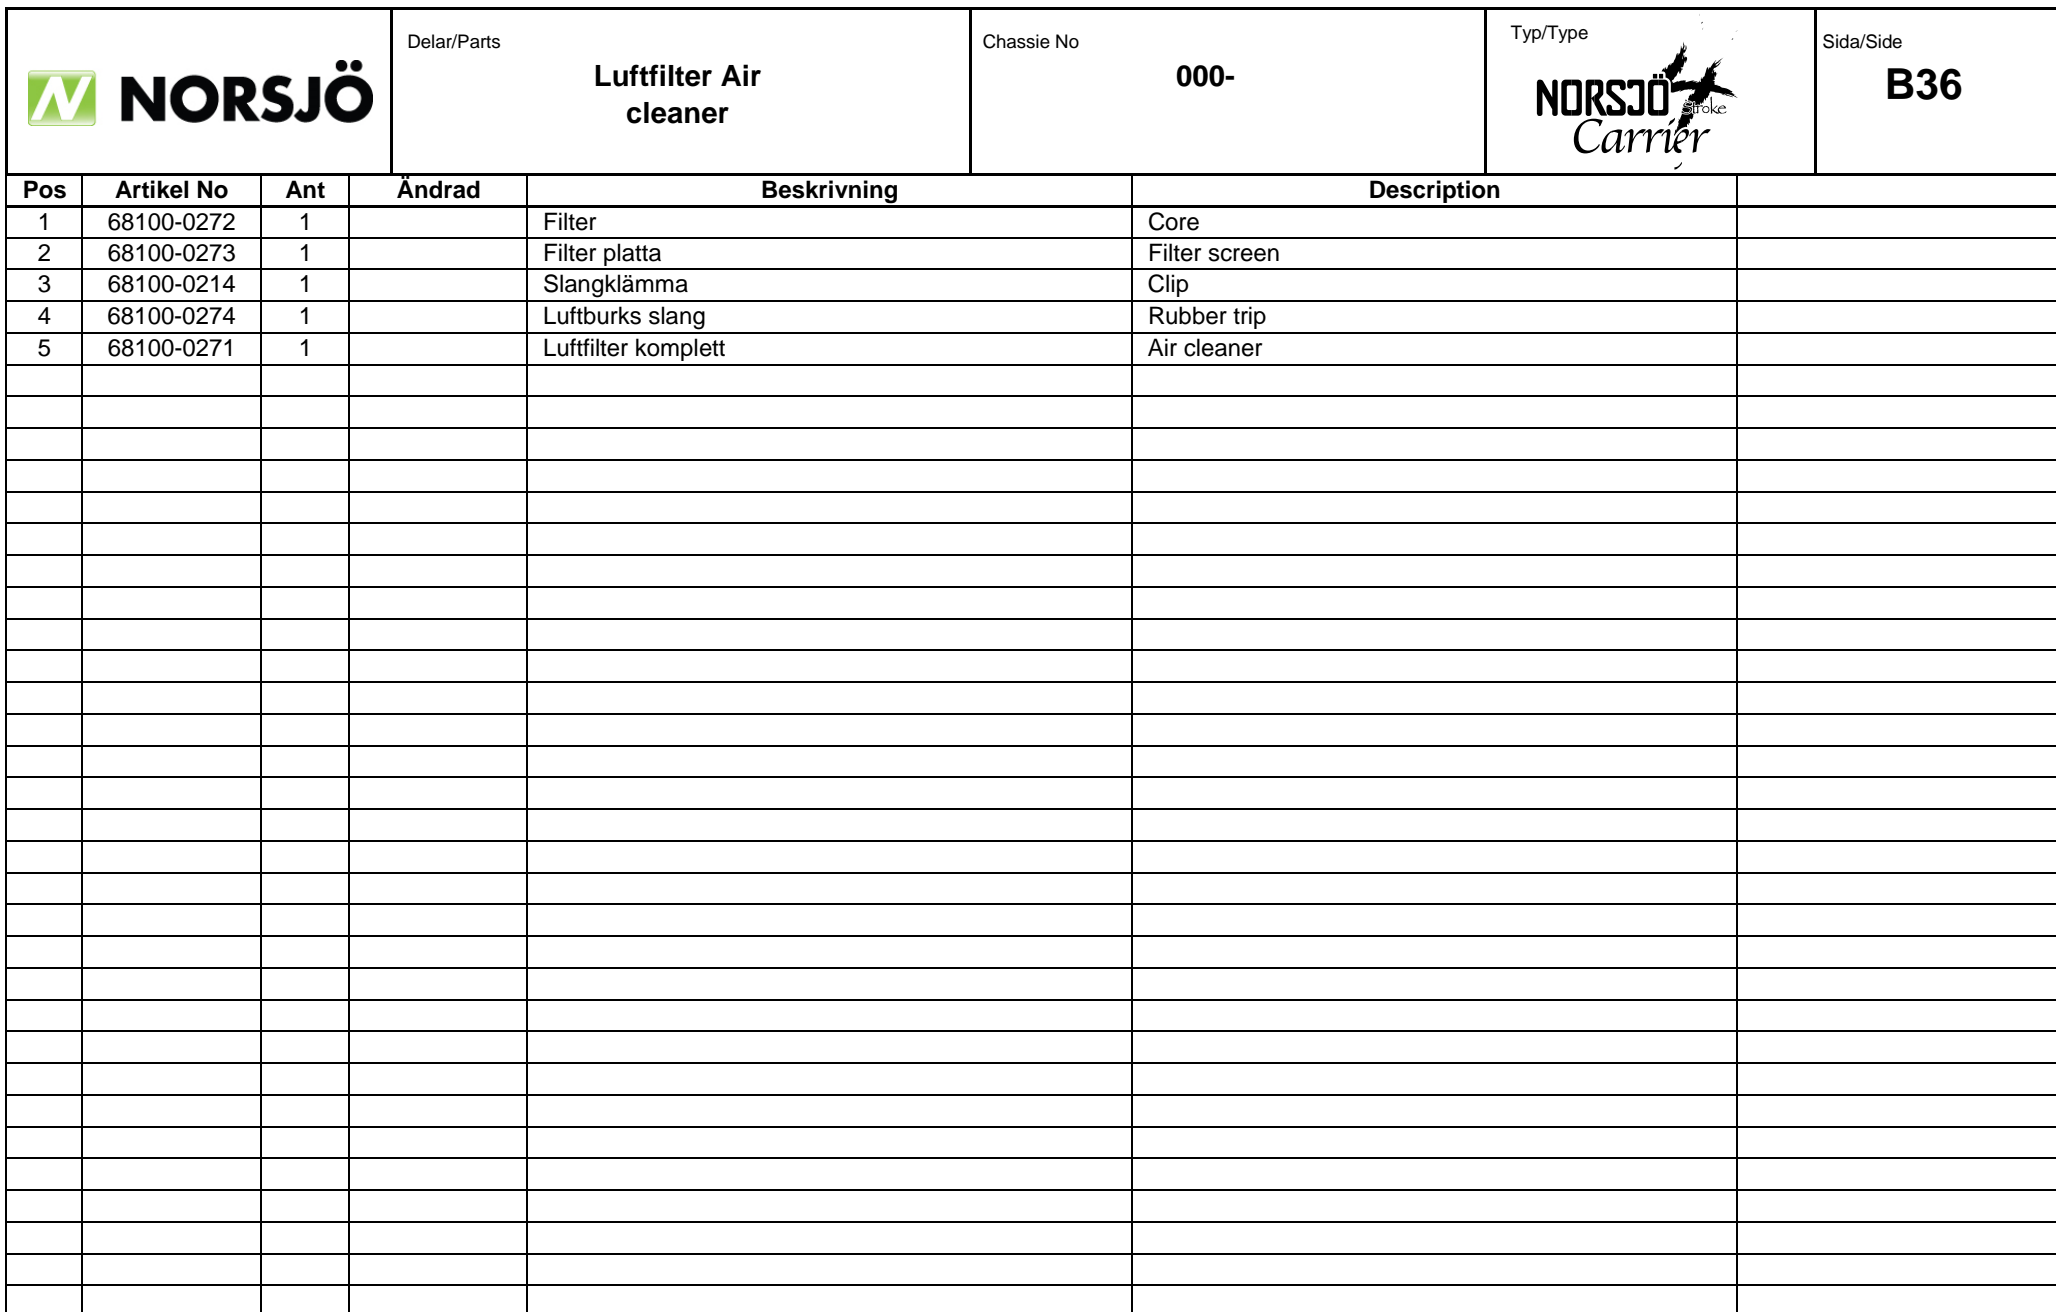 NORSJÖ
Delar/Parts
Luftfilter Air
cleaner
Chassie No
000-
Typ/Type
NORSJÖ 4
Stroke
Carrier
Sida/Side
B36
Pos Artikel No Ant Ändrad Beskrivning Description
1 68100-0272 1 Filter Core
2 68100-0273 1 Filter platta Filter screen
3 68100-0214 1 Slangklämma Clip
4 68100-0274 1 Luftburks slang Rubber trip
5 68100-0271 1 Luftfilter komplett Air cleaner